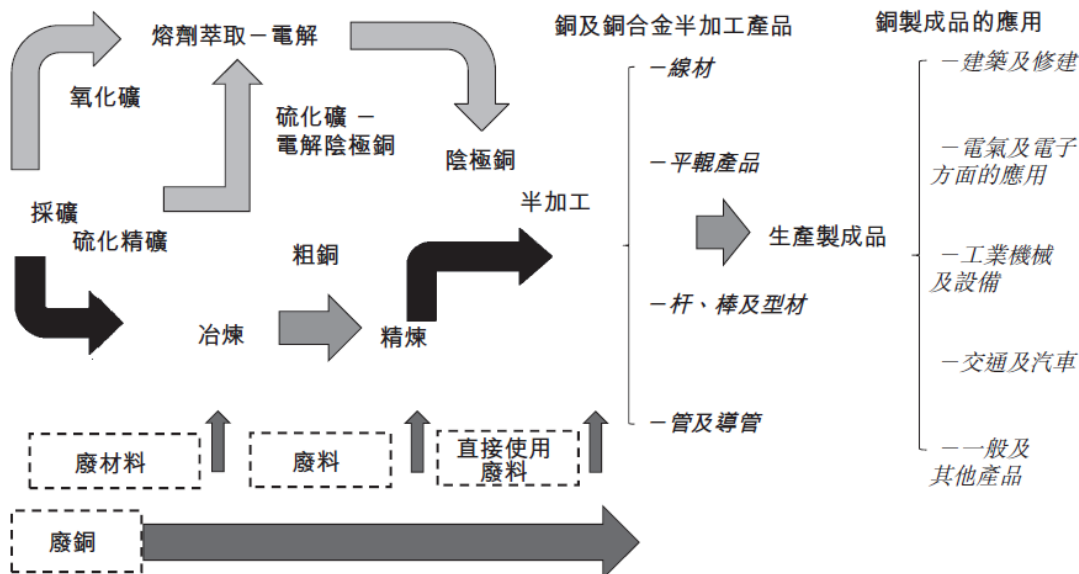 銅及銅合金半加工產品
銅製成品的應用
熔劑萃取－電解
氧化礦
硫化礦 －
電解陰極銅
陰極銅
採礦
硫化精礦
粗銅
半加工
冶煉
精煉
－線材
－平輥產品
－杆、棒及型材
－管及導管
生產製成品
－建築及修建
－電氣及電子
方面的應用
－工業機械
及設備
－交通及汽車
－一般及
其他產品
廢材料
廢料
直接使用
廢料
廢銅